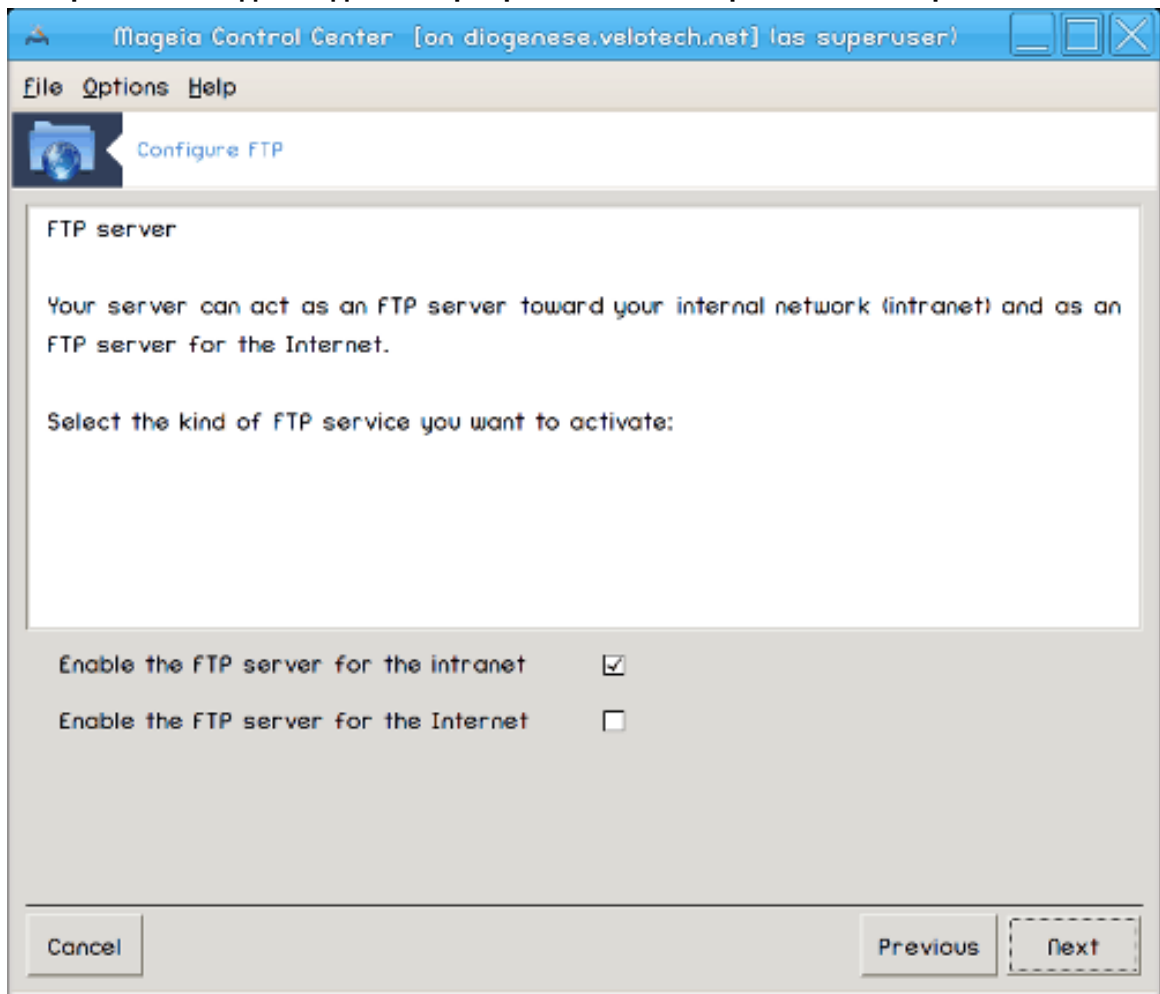 Mageia Control Center [on diogenese.velotech.net] (as superuser)
File Options Help
Configure FTP
FTP server
Your server can act as an FTP server toward your internal network (intranet) and as an
FTP server for the Internet.
Select the kind of FTP service you want to activate:
Enable the FTP server for the intranet
Enable the FTP server for the Internet
Cancel Previous Next